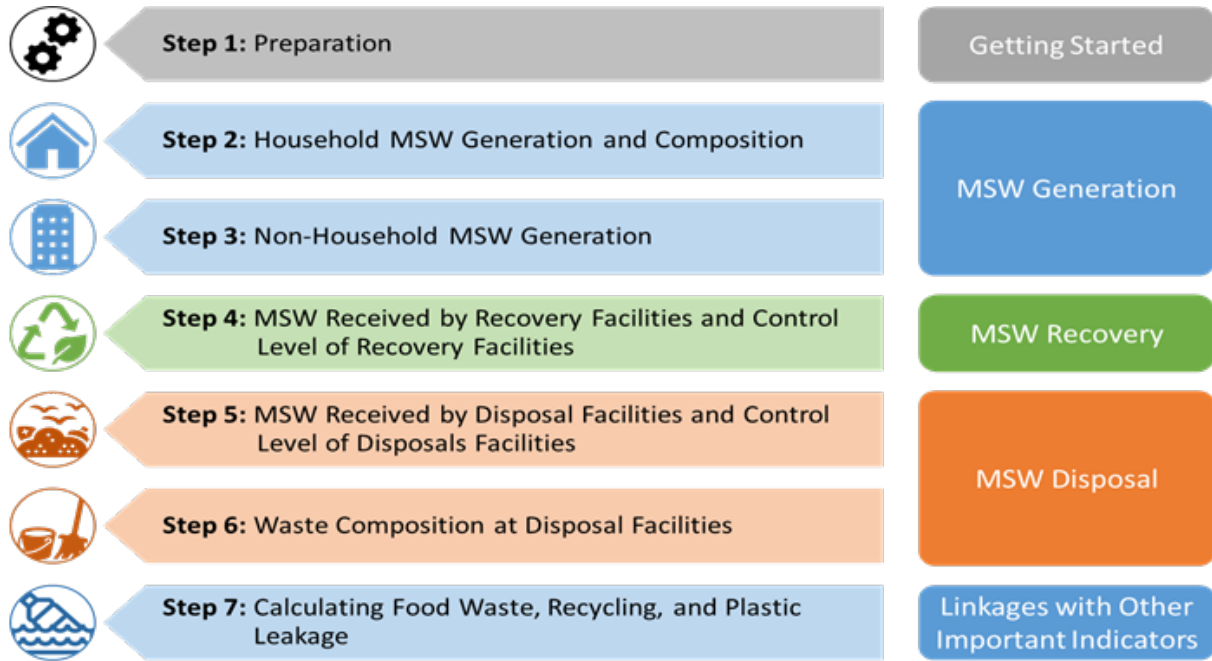 Step 1: Preparation
Getting Started
Step 2: Household MSW Generation and Composition
MSW Generation
Step 3: Non-Household MSW Generation
Step 4: MSW Received by Recovery Facilities and Control
Level of Recovery Facilities
MSW Recovery
Step 5: MSW Received by Disposal Facilities and Control
Level of Disposals Facilities
MSW Disposal
Step 6: Waste Composition at Disposal Facilities
Step 7: Calculating Food Waste, Recycling, and Plastic
Leakage
Linkages with Other
Important Indicators